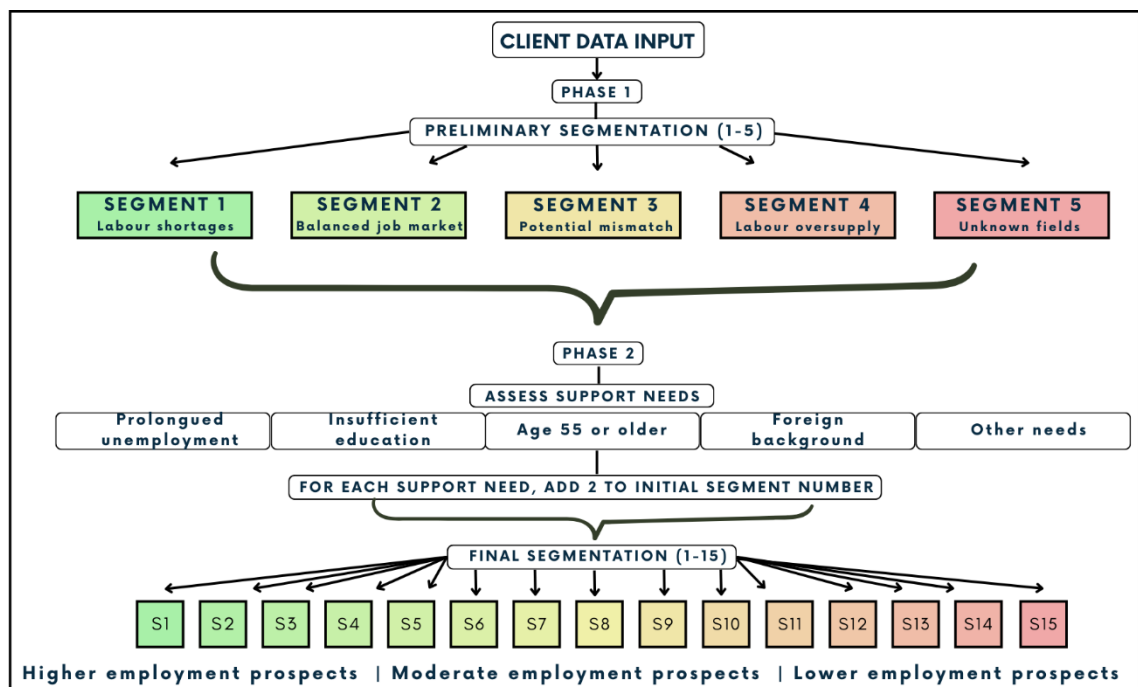 CLIENT DATA INPUT
PHASE 1
PRELIMINARY SEGMENTATION (1-5)
SEGMENT 1
Labour shortages
SEGMENT 2
Balanced job market
SEGMENT 3
Potential mismatch
SEGMENT 4
Labour oversupply
SEGMENT 5
Unknown fields
PHASE 2
ASSESS SUPPORT NEEDS
Prolongued
unemployment
Insufficient
education
Age 55 or older
Foreign
background
Other needs
FOR EACH SUPPORT NEED, ADD 2 TO INITIAL SEGMENT NUMBER
FINAL SEGMENTATION (1-15)
S1 S2 S3 S4 S5 S6 S7 S8 S9 S10 S11 S12 S13 S14 S15
Higher employment prospects | Moderate employment prospects | Lower employment prospects